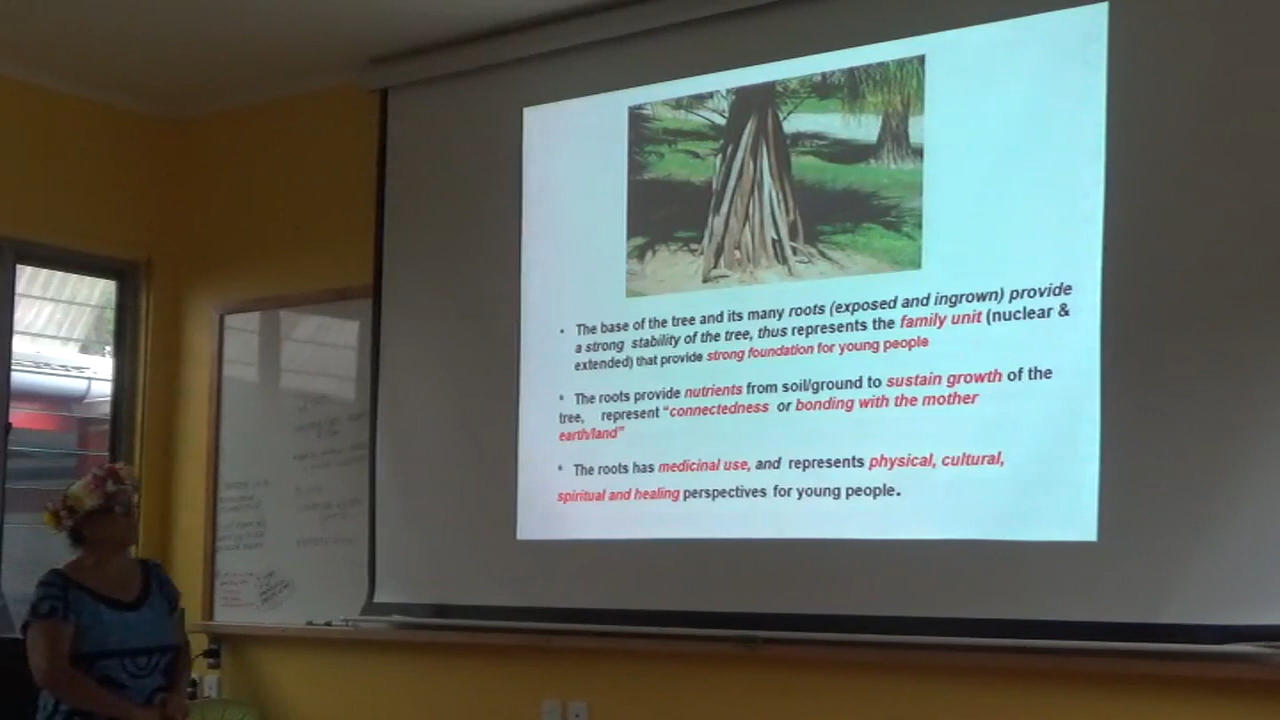 • The base of the tree and its many roots (exposed and ingrown) provide
a strong stability of the tree, thus represents the family unit (nuclear &
extended) that provide strong foundation for young people
* The roots provide nutrients from soil/ground to sustain growth of the
tree, represent "connectedness or bonding with the mother
earth/land"
* The roots has medicinal use, and represents physical, cultural,
spiritual and healing perspectives for young people.